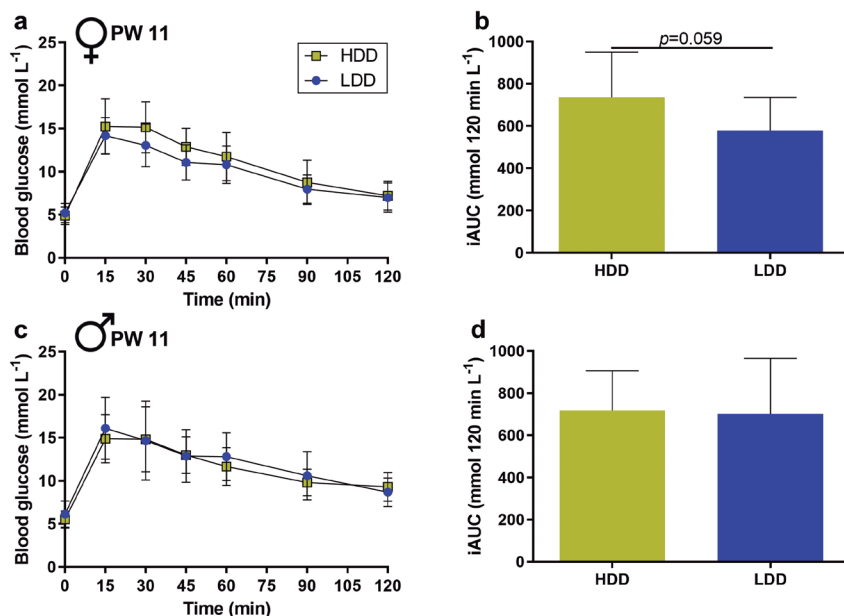 a
♀ PW 11
Blood glucose (mmol L⁻¹)
25
20
15
10
5
0
HDD
LDD
0 15 30 45 60 75 90 105 120
Time (min)
b
p=0.059
iAUC (mmol 120 min L⁻¹)
1000
800
600
400
200
0
HDD LDD
c
♂ PW 11
Blood glucose (mmol L⁻¹)
25
20
15
10
5
0
0 15 30 45 60 75 90 105 120
Time (min)
d
iAUC (mmol 120 min L⁻¹)
1000
800
600
400
200
0
HDD LDD